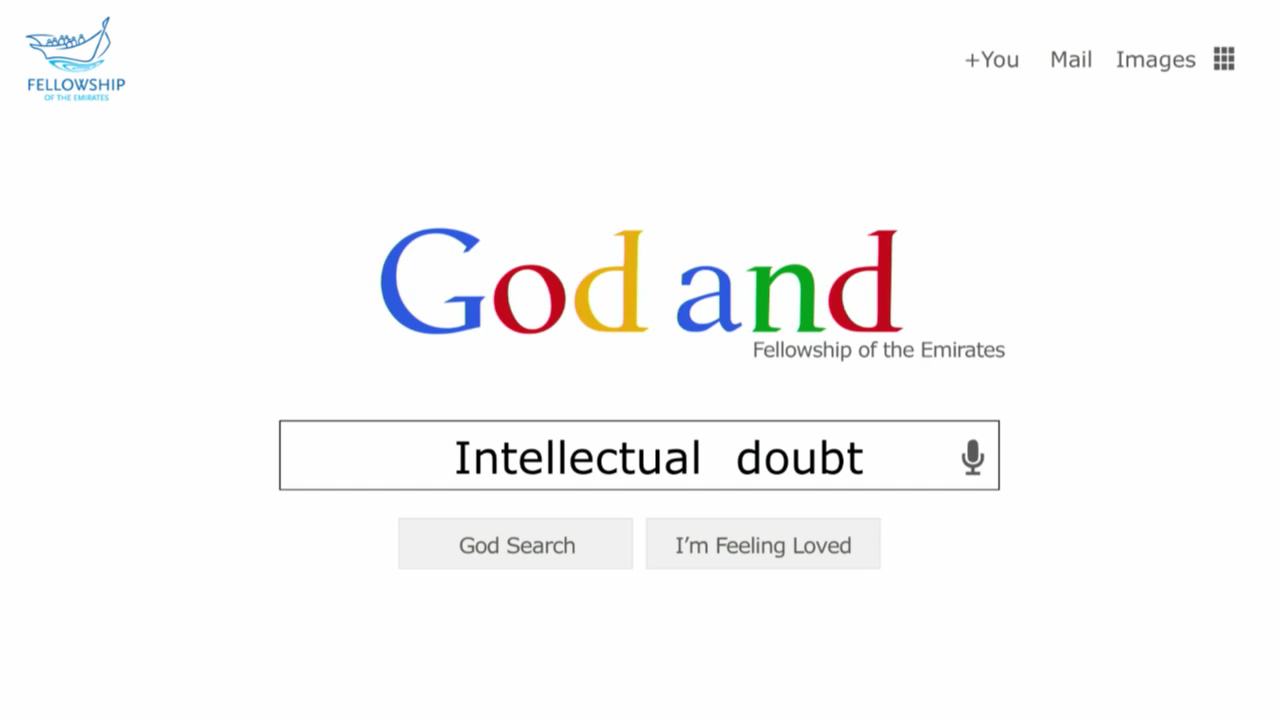 FELLOWSHIP
OF THE EMIRATES
+You Mail Images
God and
Fellowship of the Emirates
Intellectual doubt
God Search I’m Feeling Loved